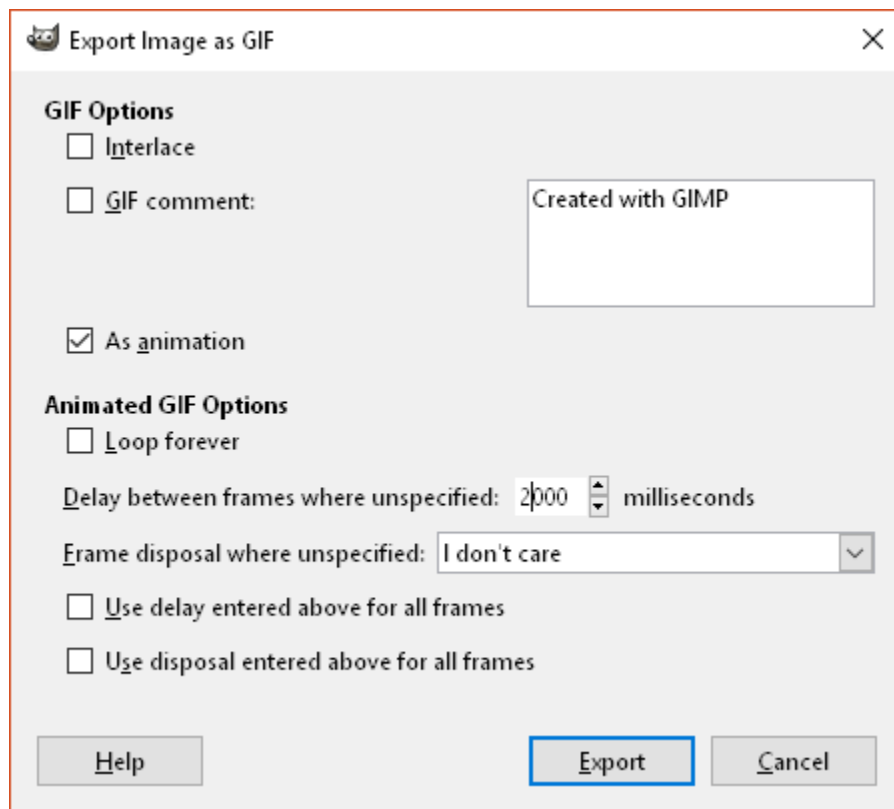 Export Image as GIF
GIF Options
Interlace
GIF comment:
Created with GIMP
As animation
Animated GIF Options
Loop forever
Delay between frames where unspecified: 2000 milliseconds
Frame disposal where unspecified: I don't care
Use delay entered above for all frames
Use disposal entered above for all frames
Help Export Cancel